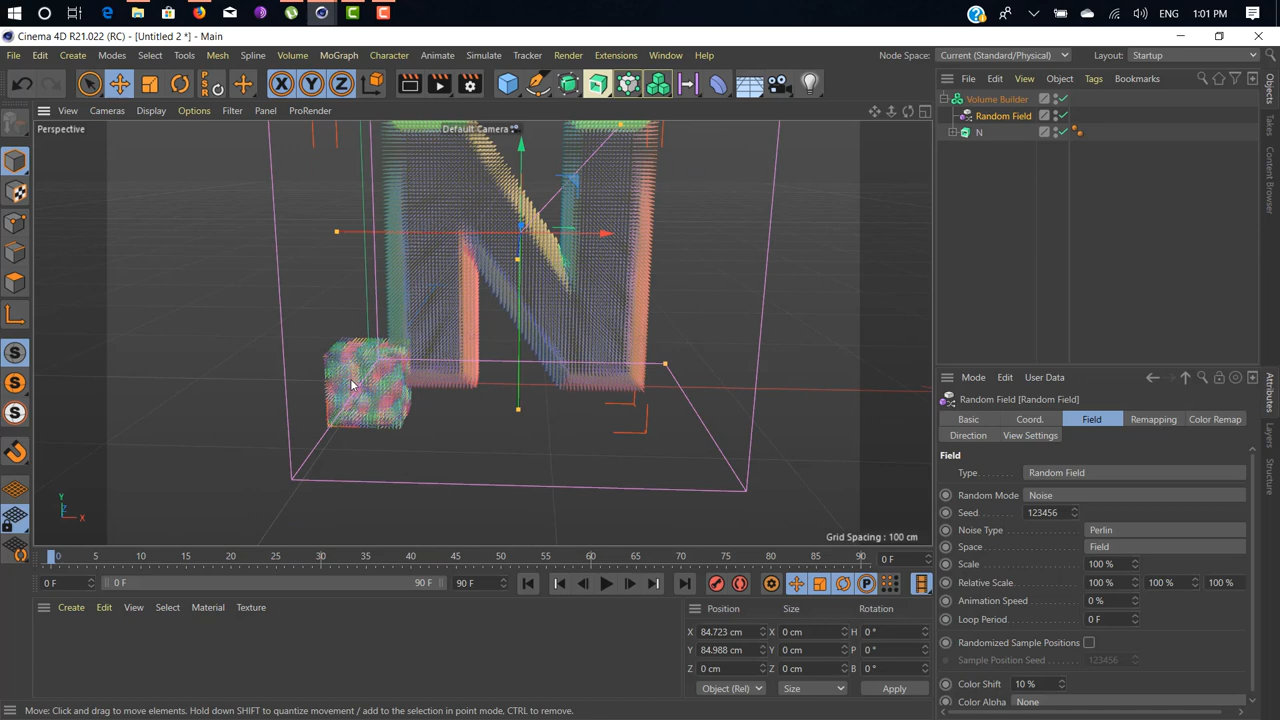 ENG 1:01 PM
Cinema 4D R21.022 (RC) - [Untitled 2 *] - Main
File Edit Create Modes Select Tools Mesh Spline Volume MoGraph Character Animate Simulate Tracker Render Extensions Window Help Node Space: Current (Standard/Physical) Layout: Startup
P S R X Y Z File Edit View Object Tags Bookmarks
View Cameras Display Options Filter Panel ProRender
Volume Builder
Random Field
N
Perspective Default Camera
Objects
Takes
Content Browser
Mode Edit User Data
Random Field [Random Field]
Basic Coord. Field Remapping Color Remap
Direction View Settings
Field
Type Random Field
Random Mode Noise
Seed 123456
Noise Type Perlin
Space Field
Scale 100 %
Relative Scale 100 % 100 % 100 %
Animation Speed 0 %
Loop Period 0 F
Randomized Sample Positions
Sample Position Seed 123456
Color Shift 10 %
Color Alpha None
Attributes
Layers
Structure
S
S
S
Y
Z X
Grid Spacing : 100 cm
0 5 10 15 20 25 30 35 40 45 50 55 60 65 70 75 80 85 90 0 F
0 F 0 F 90 F 90 F P
Create Edit View Select Material Texture
Position Size Rotation
X 84.723 cm X 0 cm H 0 °
Y 84.988 cm Y 0 cm P 0 °
Z 0 cm Z 0 cm B 0 °
Object (Rel) Size Apply
Move: Click and drag to move elements. Hold down SHIFT to quantize movement / add to the selection in point mode, CTRL to remove.